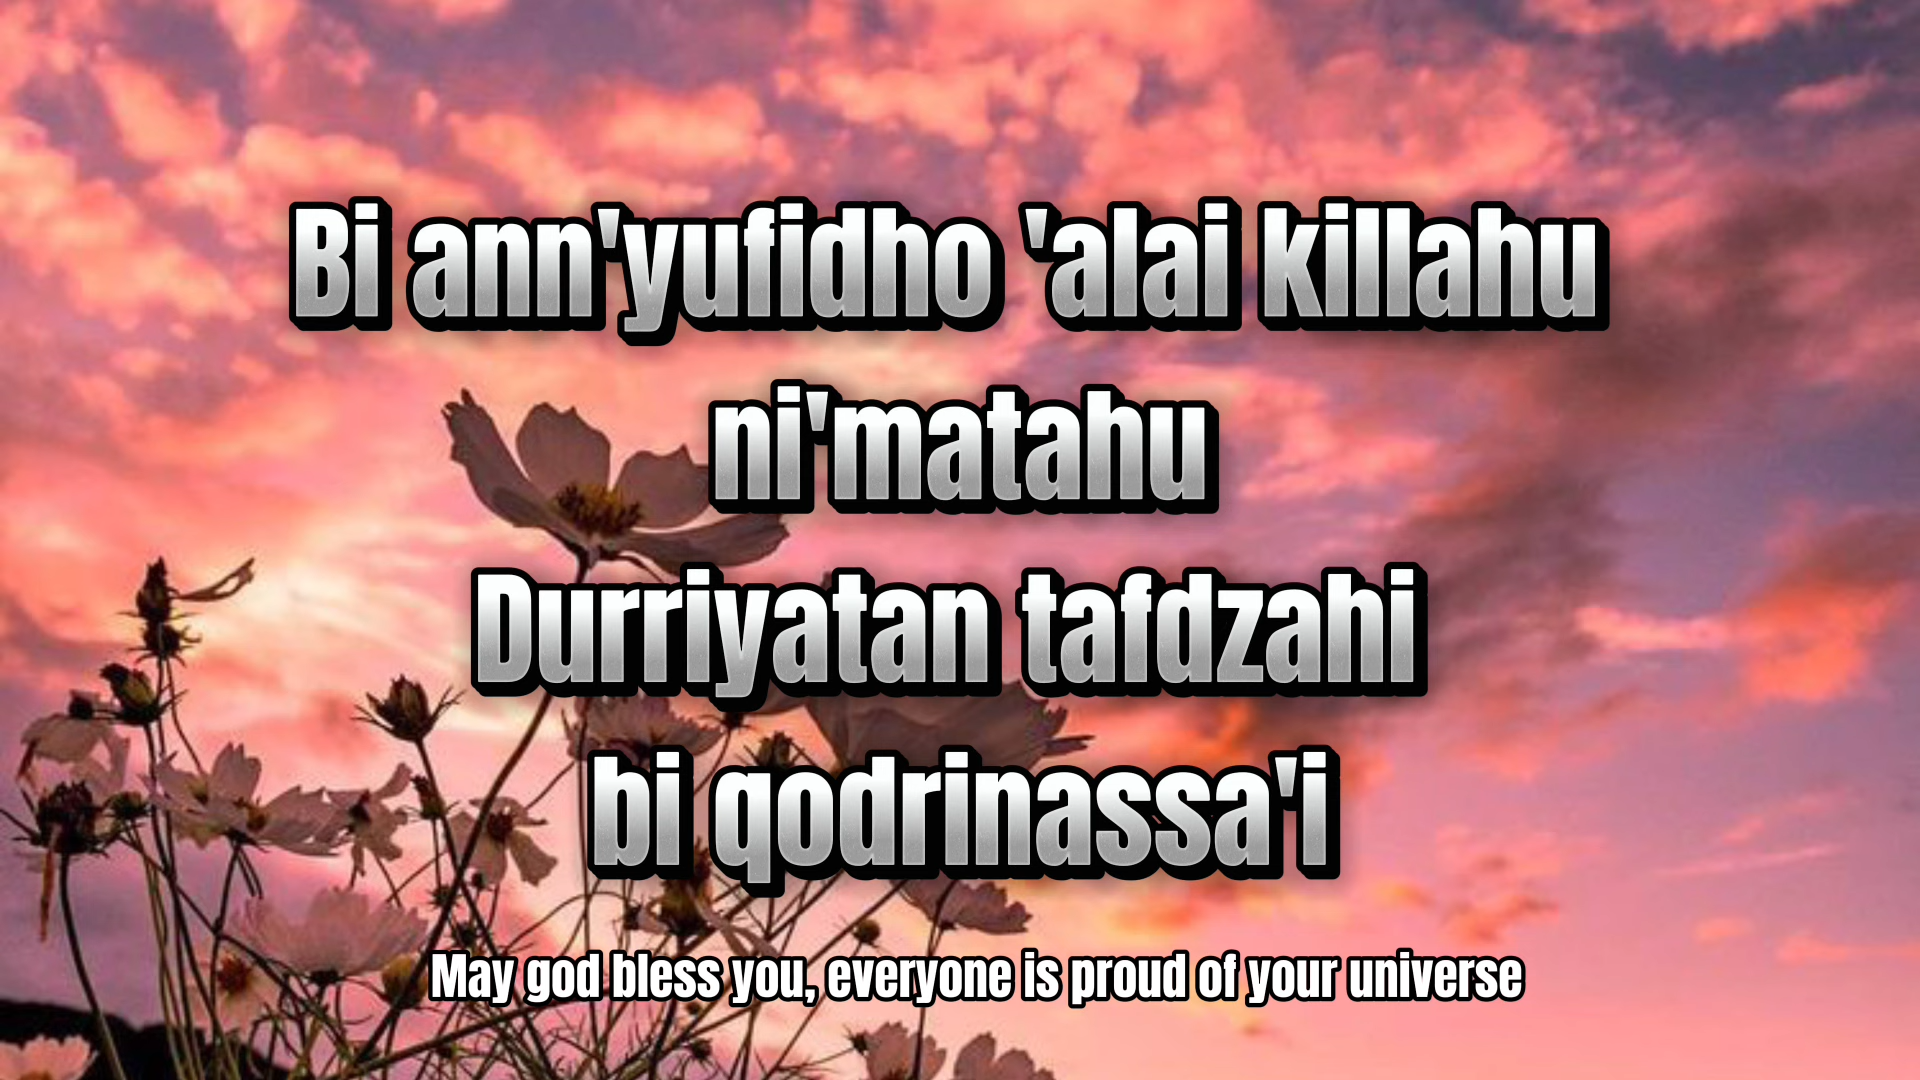 Bi ann'yufidho 'alai killahu
ni'matahu
Durriyatan tafdzahi
bi qodrinassa'i
May god bless you, everyone is proud of your universe